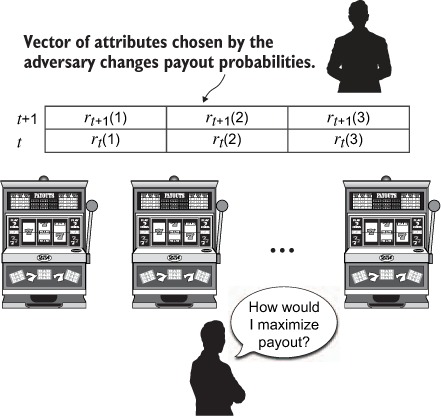 Vector of attributes chosen by the
adversary changes payout probabilities.
t+1 r_{t+1}(1) r_{t+1}(2) r_{t+1}(3)
t r_t(1) r_t(2) r_t(3)
PAYOUTS PAYOUTS PAYOUTS
...
How would
I maximize
payout?